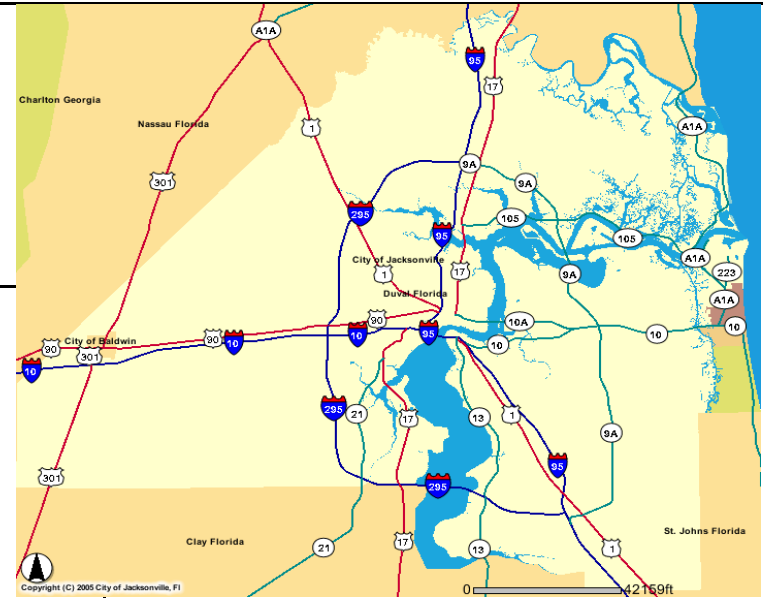 A1A
95
17
Charlton Georgia
Nassau Florida
1
A1A
9A
301
9A
295
105
95
105
City of Jacksonville
A1A
1
17
9A
223
Duval Florida
A1A
90
10A
10
95
10
90
10
10
City of Baldwin
90
301
10
10
295
21
17
13
1
9A
95
301
295
St. Johns Florida
Clay Florida
17
21
13
1
Copyright (C) 2005 City of Jacksonville, Fl
0
42159ft